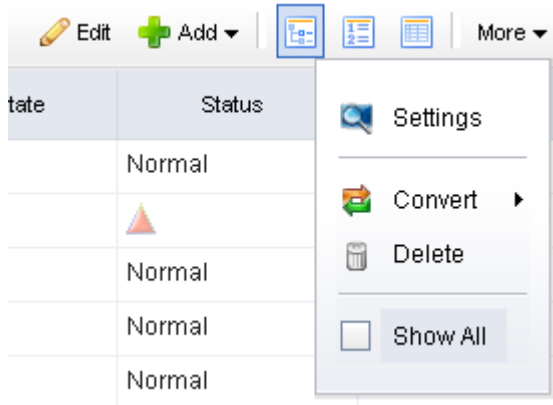 Edit Add More
tate Status
Settings
Normal
Convert
Delete
Normal
Normal
Show All
Normal